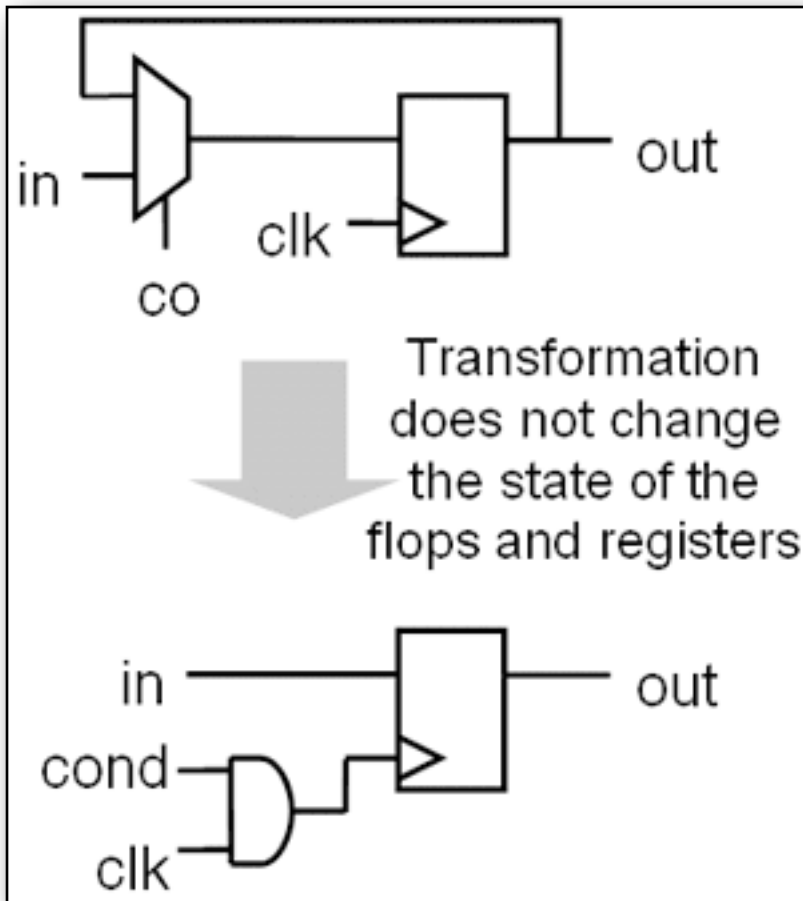 in
out
clk
co
Transformation
does not change
the state of the
flops and registers
in
out
cond
clk